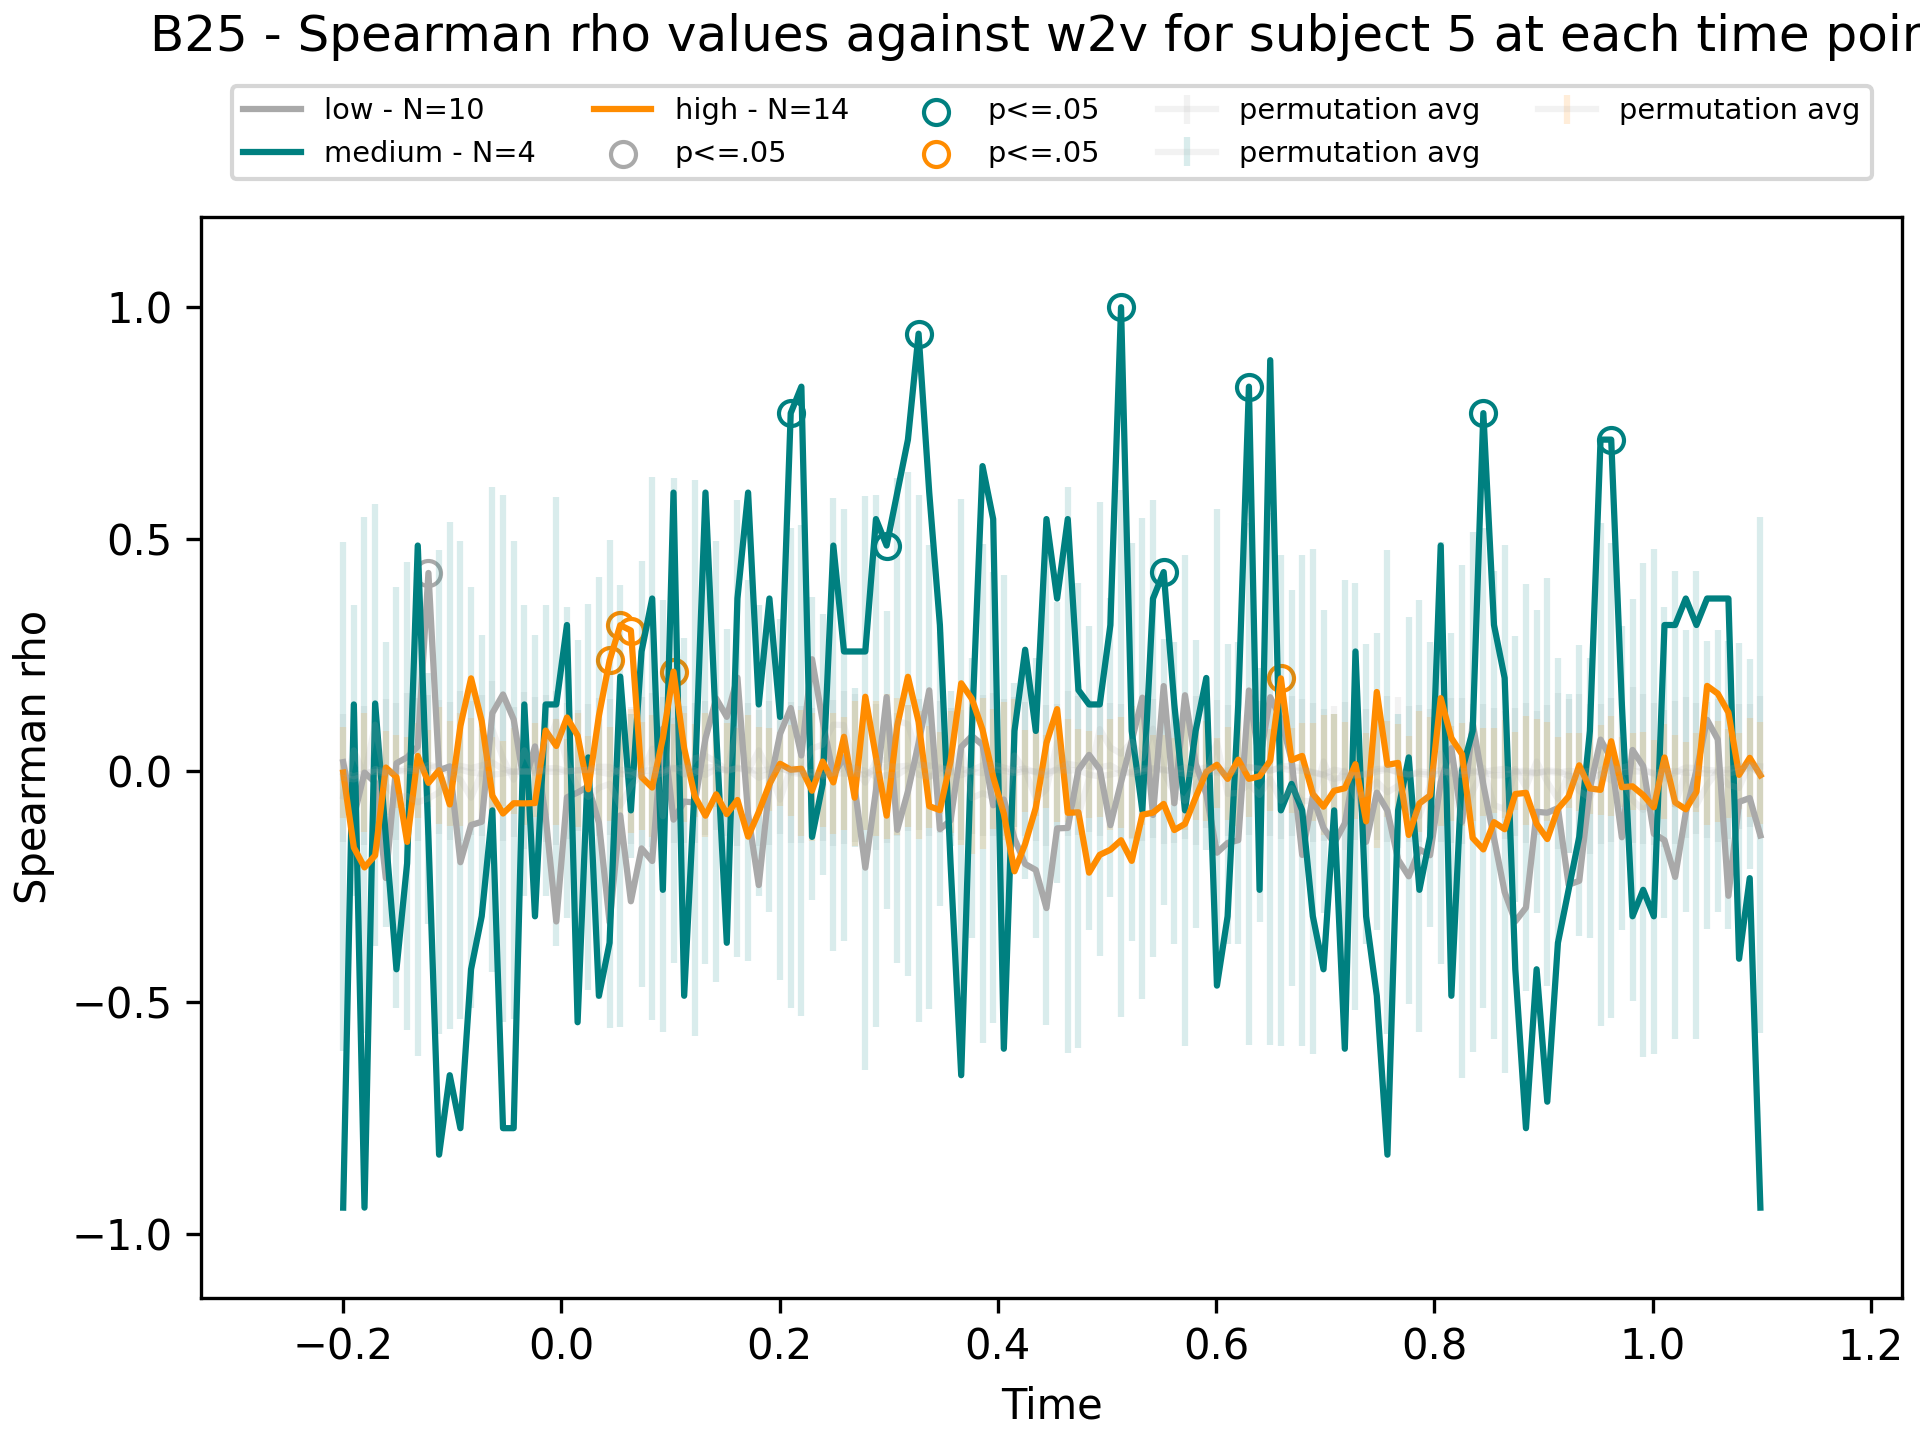 B25 - Spearman rho values against w2v for subject 5 at each time poin
low - N=10
medium - N=4
high - N=14
p<=.05
p<=.05
p<=.05
permutation avg
permutation avg
permutation avg
1.0
0.5
0.0
−0.5
−1.0
Spearman rho
−0.2 0.0 0.2 0.4 0.6 0.8 1.0 1.2
Time